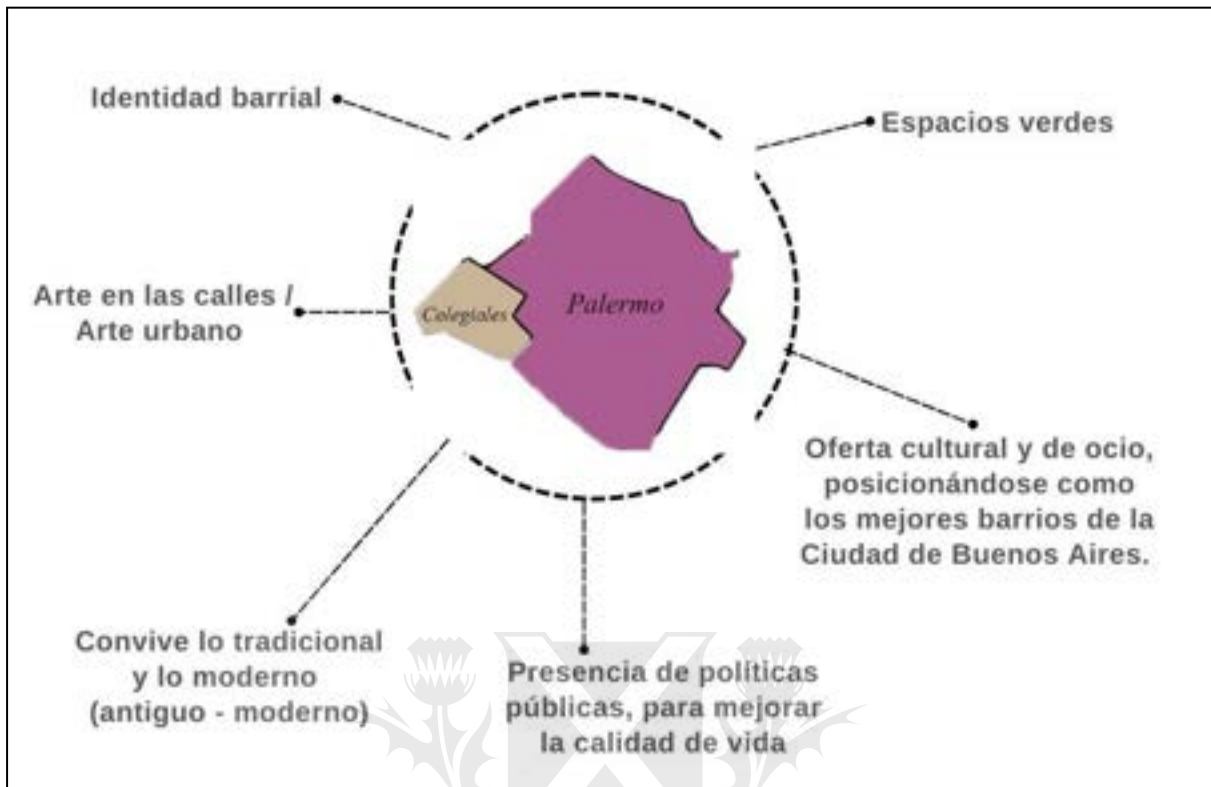 Identidad barrial
Espacios verdes
Arte en las calles /
Arte urbano
Colegiales
Palermo
Oferta cultural y de ocio,
posicionándose como
los mejores barrios de la
Ciudad de Buenos Aires.
Convive lo tradicional
y lo moderno
(antiguo - moderno)
Presencia de políticas
públicas, para mejorar
la calidad de vida